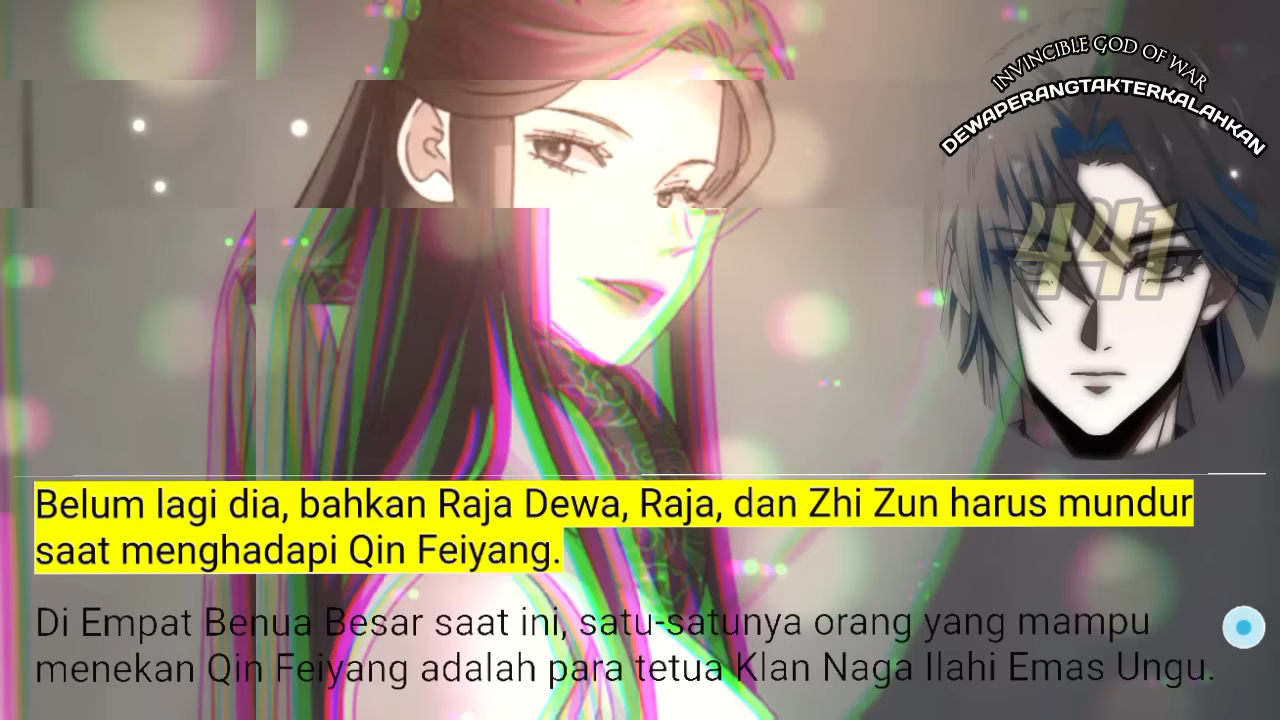 INVINCIBLE GOD OF WAR
DEWAPERANGTAKTERKALAHKAN
441
Belum lagi dia, bahkan Raja Dewa, Raja, dan Zhi Zun harus mundur
saat menghadapi Qin Feiyang.
Di Empat Benua Besar saat ini, satu-satunya orang yang mampu
menekan Qin Feiyang adalah para tetua Klan Naga Ilahi Emas Ungu.